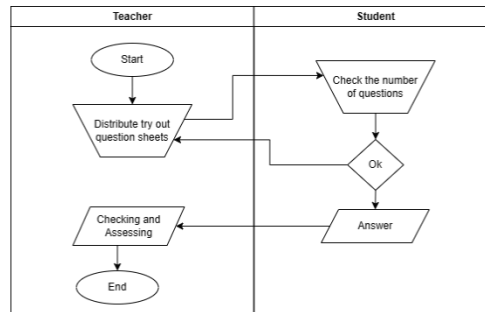 Teacher
Student
Start
Distribute try out
question sheets
Check the number
of questions
Ok
Answer
Checking and
Assessing
End